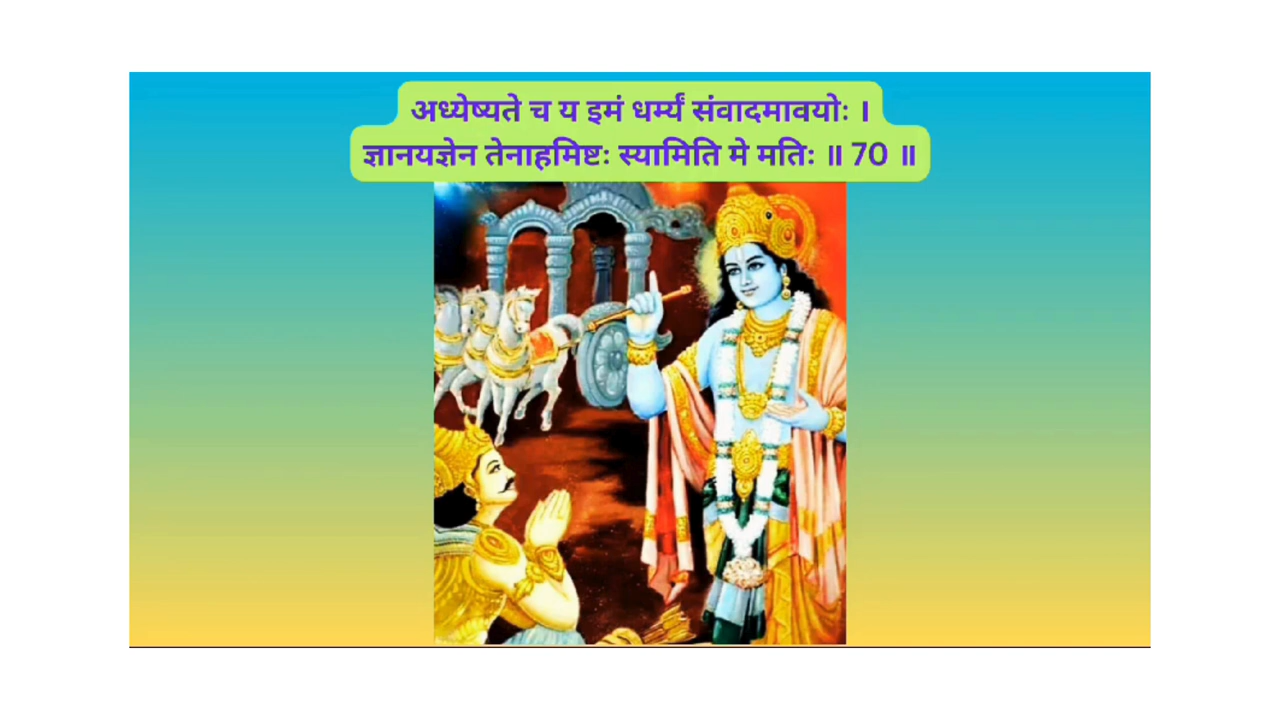 अध्येष्यते च य इमं धर्म्यं संवादमावयोः ।
ज्ञानयज्ञेन तेनाहमिष्टः स्यामिति मे मतिः ॥ 70 ॥